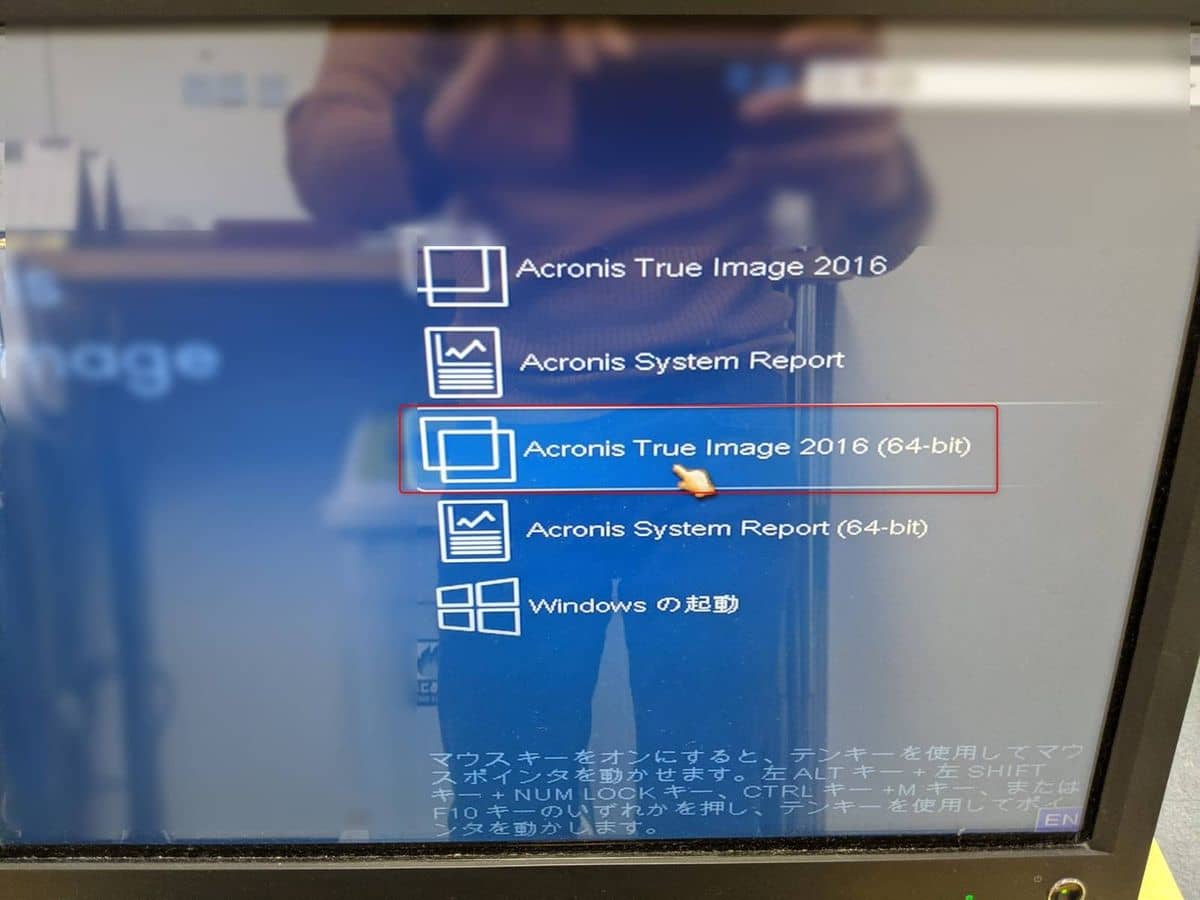 Acronis True Image 2016
Acronis System Report
mage
Acronis True Image 2016 (64-bit)
Acronis System Report (64-bit)
Windows の起動
マウスキーをオンにすると、テンキーを使用してマウ
スポインタを動かせます。左 ALT キー + 左 SHIFT
キー + NUM LOCK キー、CTRL キー +M キー、または
F10 キーのいずれかを押し、テンキーを使用してポイ
ンタを動かします。
EN